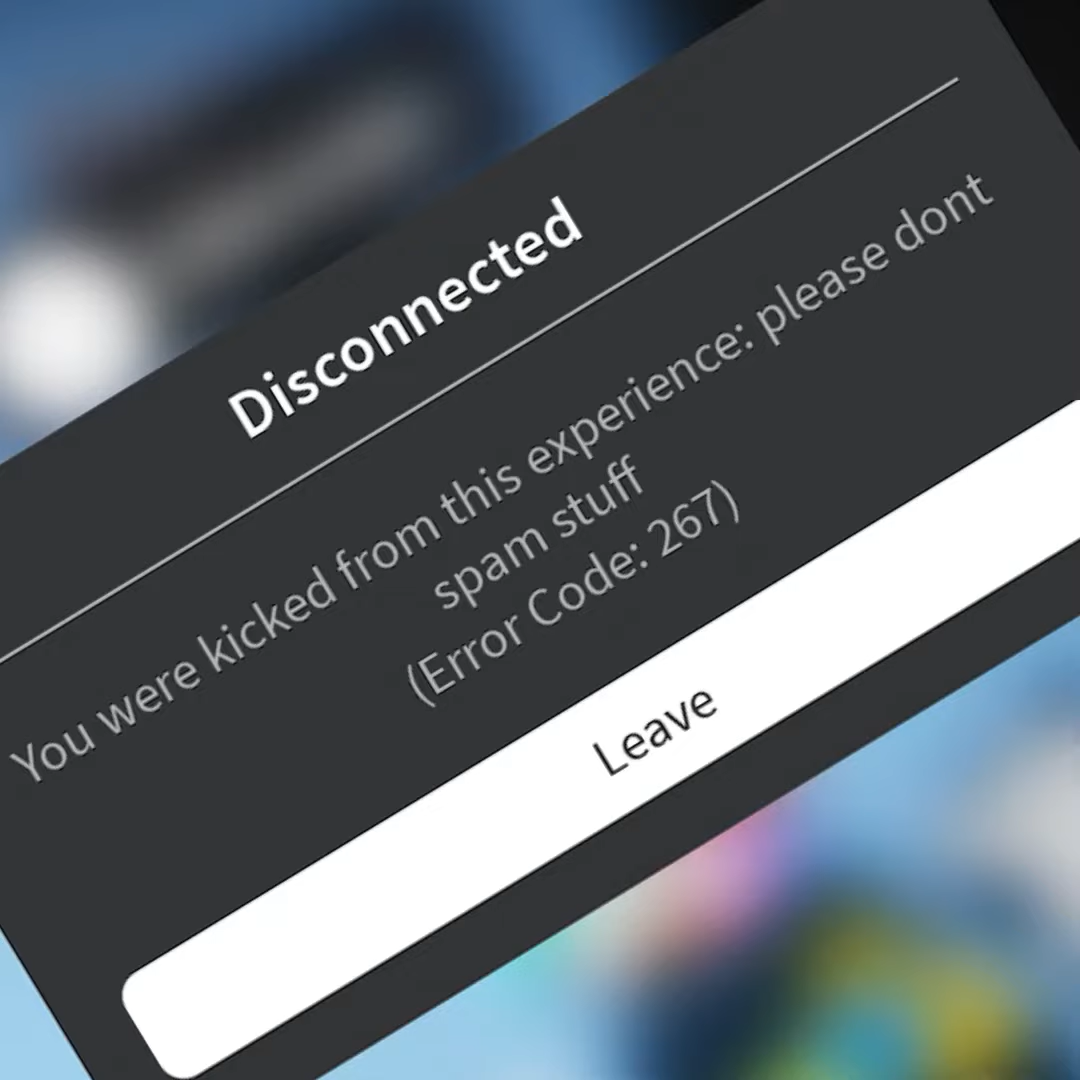 Disconnected
You were kicked from this experience: please dont
spam stuff
(Error Code: 267)
Leave